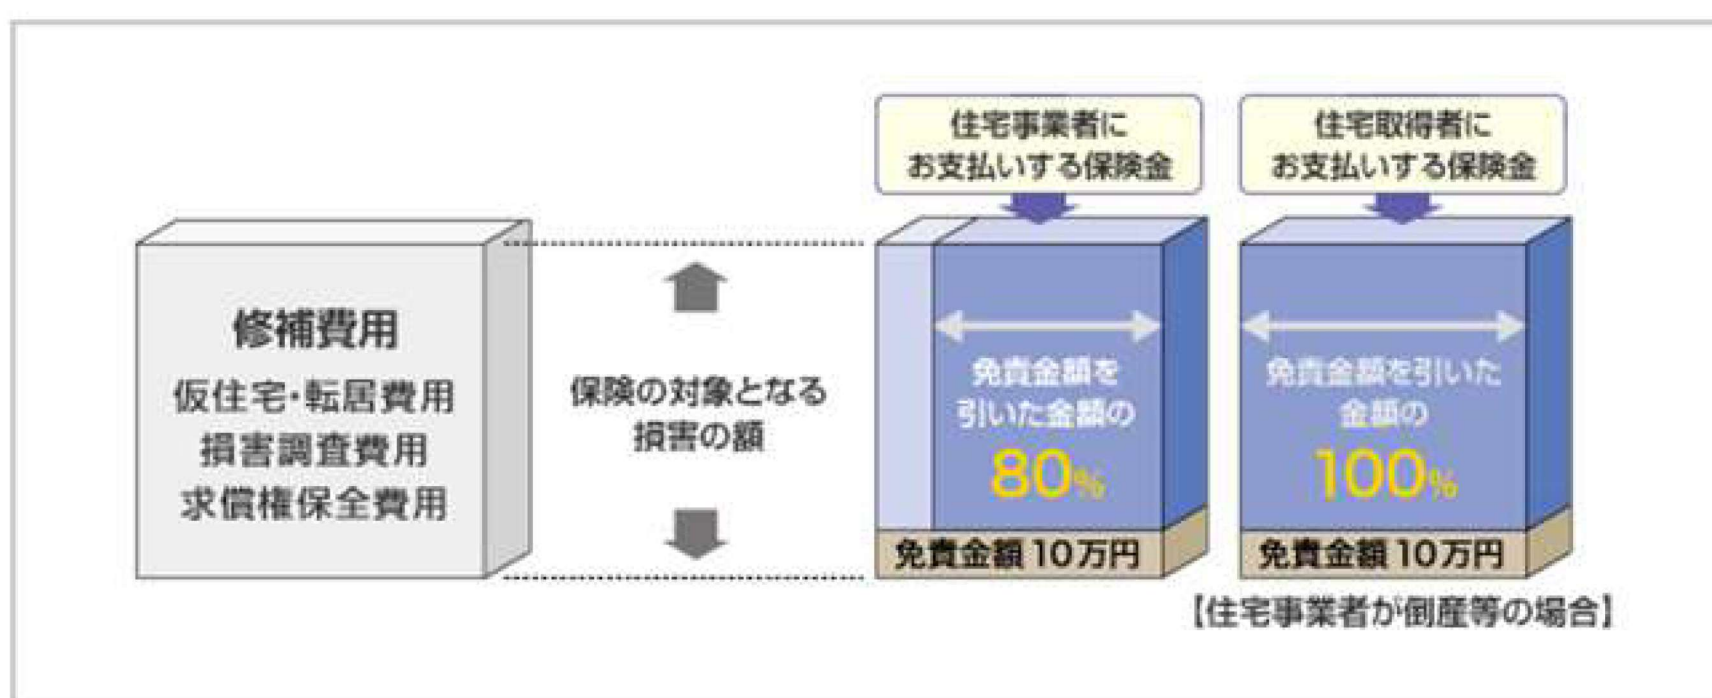 修補費用
仮住宅・転居費用
損害調査費用
求償権保全費用
保険の対象となる
損害の額
住宅事業者に
お支払いする保険金
免責金額を
引いた金額の
80%
免責金額 10万円
住宅取得者に
お支払いする保険金
免責金額を引いた
金額の
100%
免責金額 10万円
【住宅事業者が倒産等の場合】